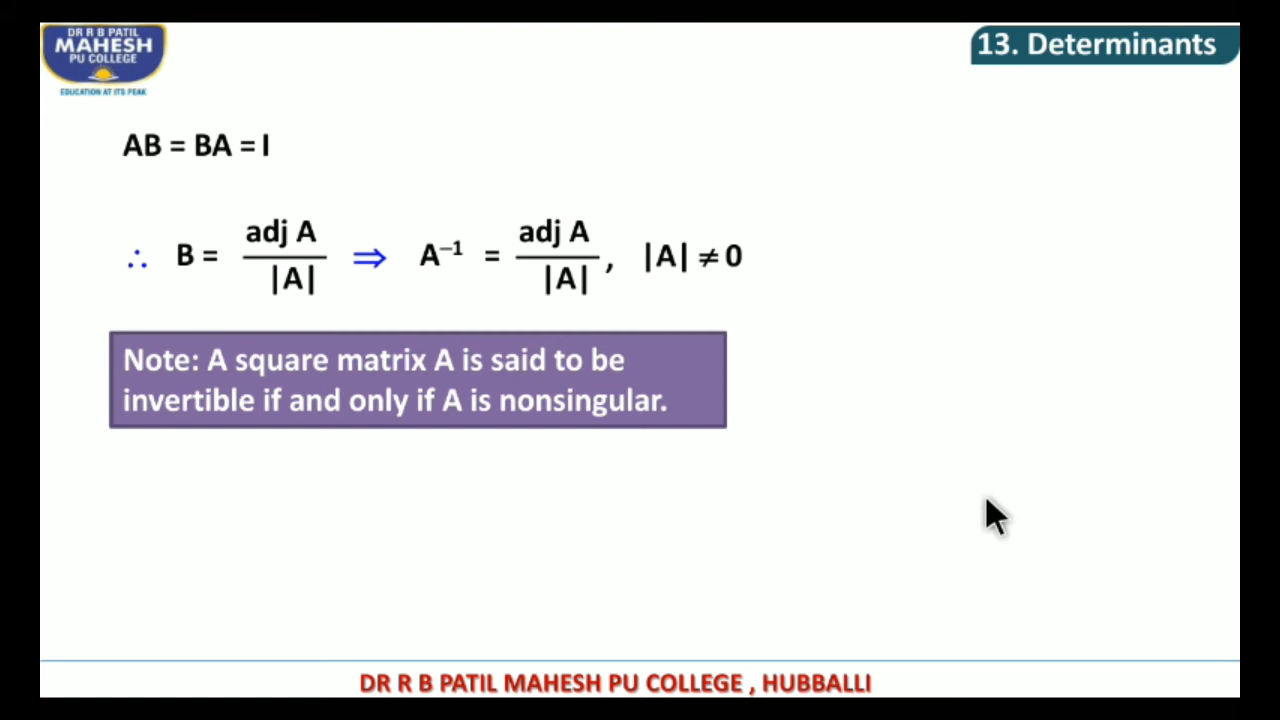 DR R B PATIL
MAHESH
PU COLLEGE
EDUCATION AT ITS PEAK
13. Determinants
AB = BA = I
∴ B = adj A / |A| ⇒ A⁻¹ = adj A / |A| , |A| ≠ 0
Note: A square matrix A is said to be
invertible if and only if A is nonsingular.
DR R B PATIL MAHESH PU COLLEGE , HUBBALLI